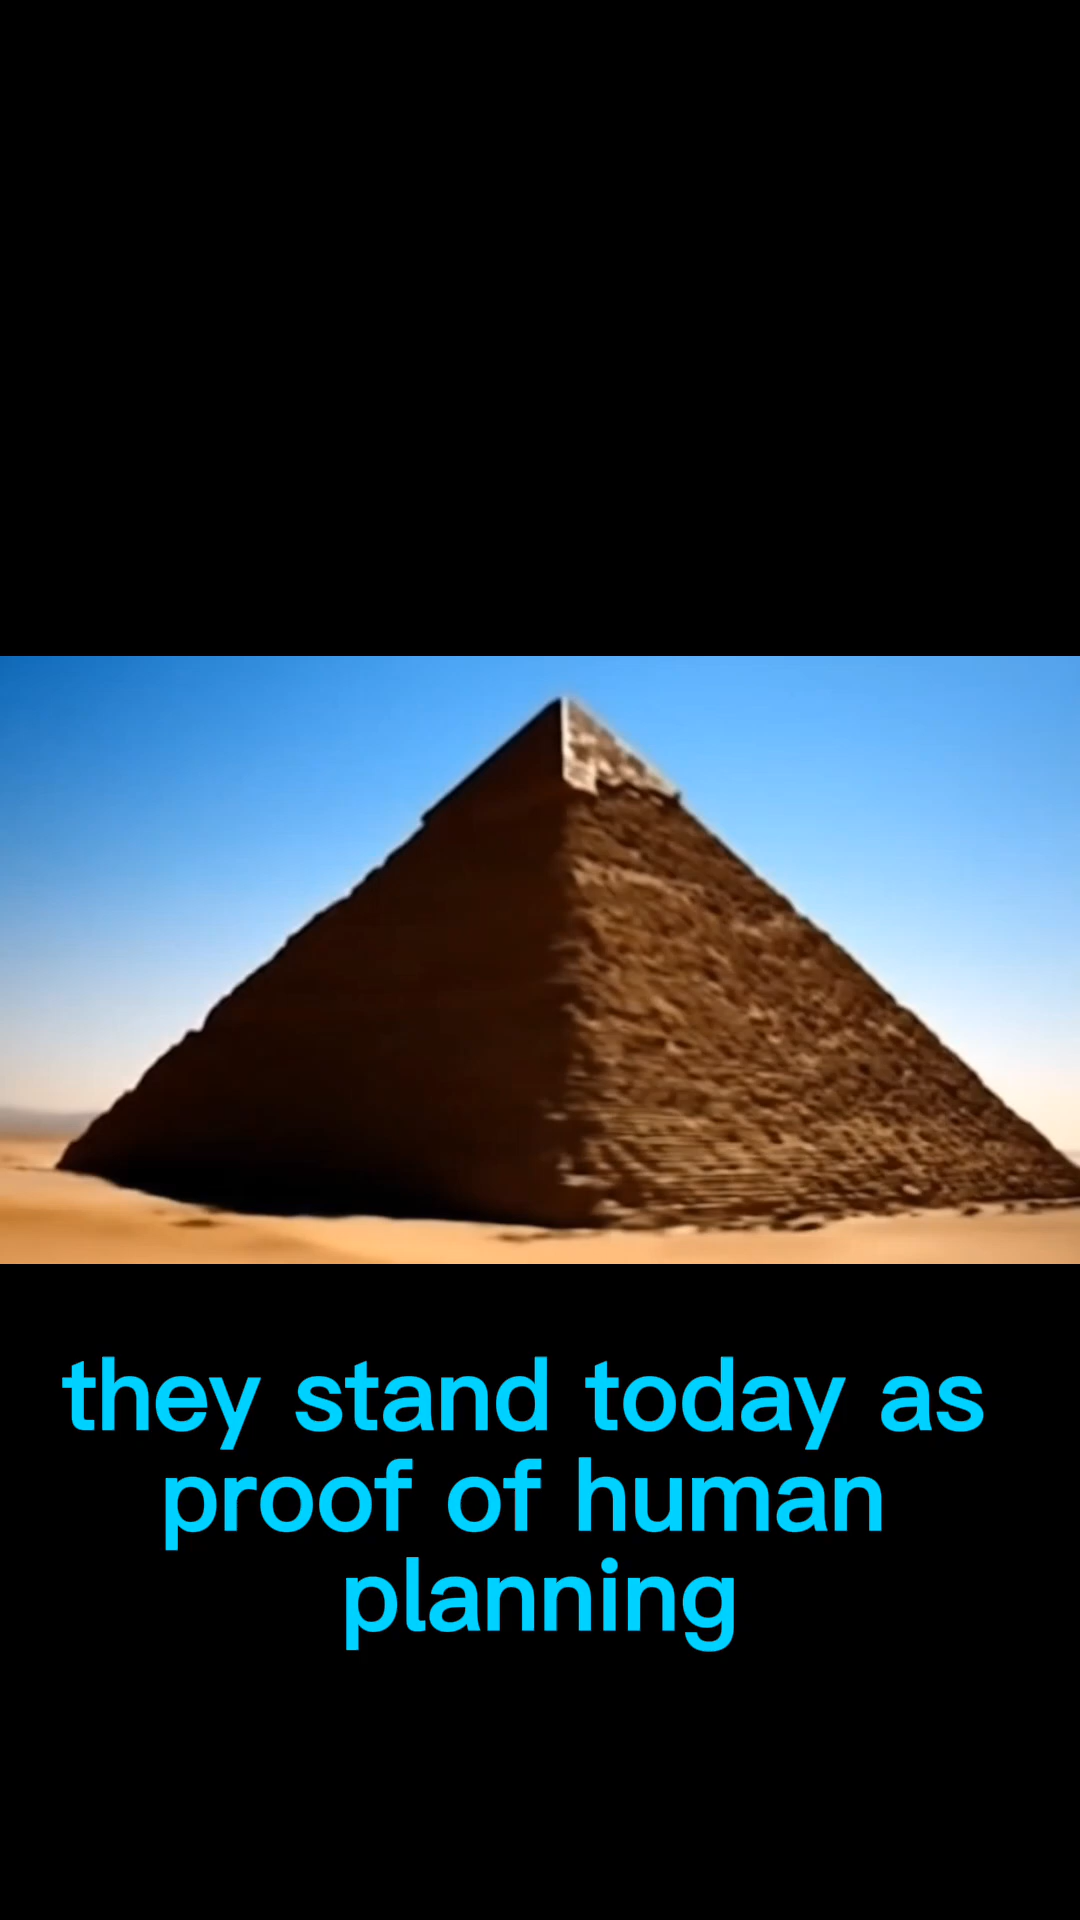 they stand today as
proof of human
planning